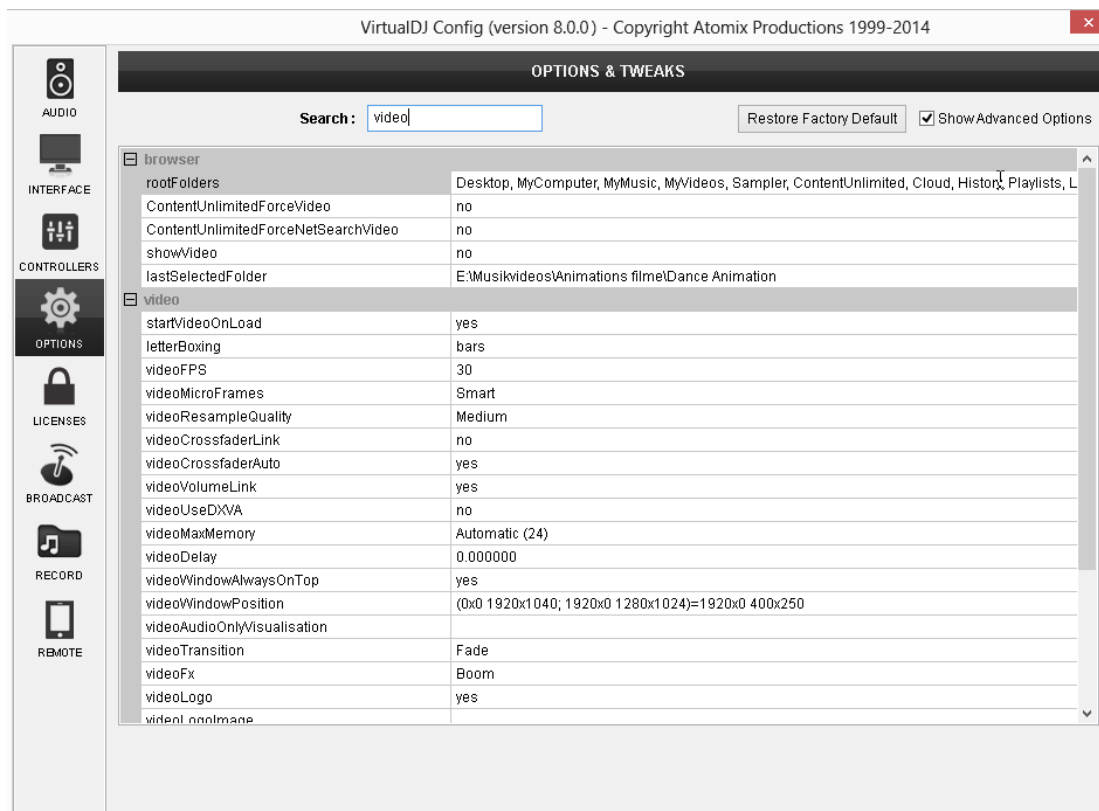 VirtualDJ Config (version 8.0.0) - Copyright Atomix Productions 1999-2014
AUDIO
INTERFACE
CONTROLLERS
OPTIONS
LICENSES
BROADCAST
RECORD
REMOTE
OPTIONS & TWEAKS
Search : video Restore Factory Default Show Advanced Options
browser
rootFolders Desktop, MyComputer, MyMusic, MyVideos, Sampler, ContentUnlimited, Cloud, History, Playlists, L
ContentUnlimitedForceVideo no
ContentUnlimitedForceNetSearchVideo no
showVideo no
lastSelectedFolder E:\Musikvideos\Animations filme\Dance Animation
video
startVideoOnLoad yes
letterBoxing bars
videoFPS 30
videoMicroFrames Smart
videoResampleQuality Medium
videoCrossfaderLink no
videoCrossfaderAuto yes
videoVolumeLink yes
videoUseDXVA no
videoMaxMemory Automatic (24)
videoDelay 0.000000
videoWindowAlwaysOnTop yes
videoWindowPosition (0x0 1920x1040; 1920x0 1280x1024)=1920x0 400x250
videoAudioOnlyVisualisation
videoTransition Fade
videoFx Boom
videoLogo yes
videoLogoImage